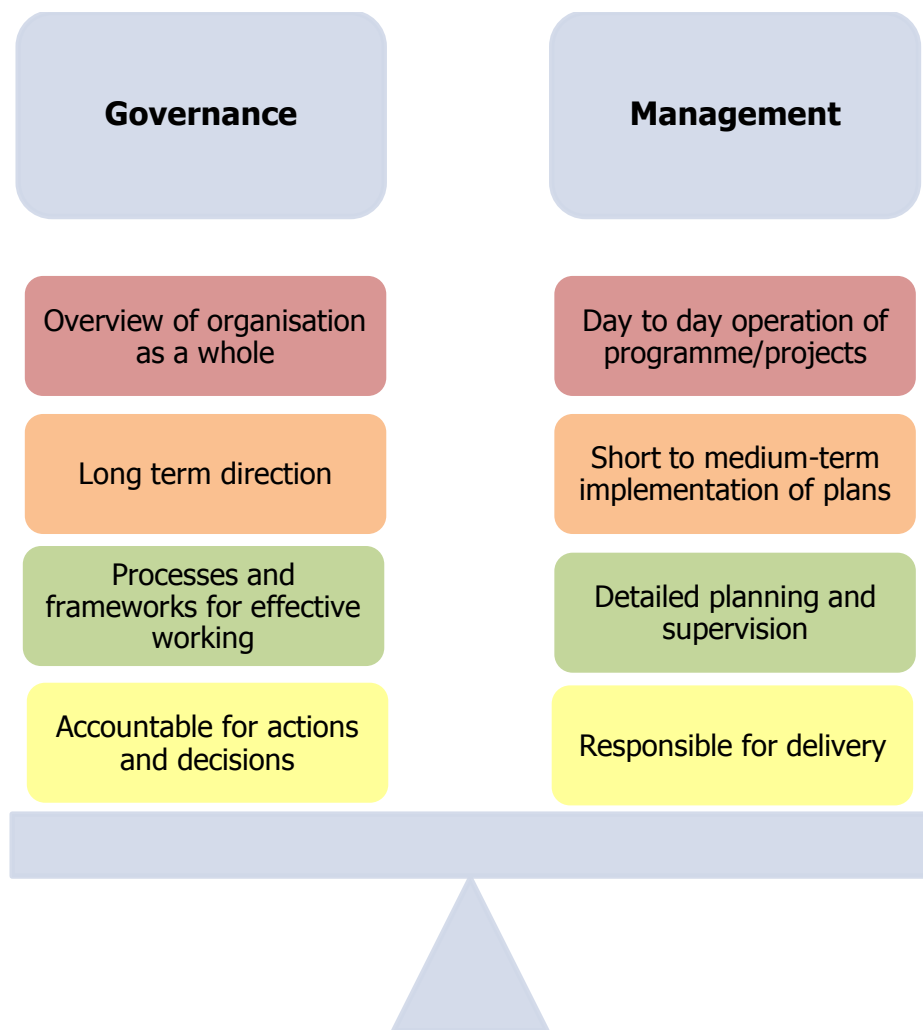 Governance
Management
Overview of organisation
as a whole
Day to day operation of
programme/projects
Long term direction
Short to medium-term
implementation of plans
Processes and
frameworks for effective
working
Detailed planning and
supervision
Accountable for actions
and decisions
Responsible for delivery